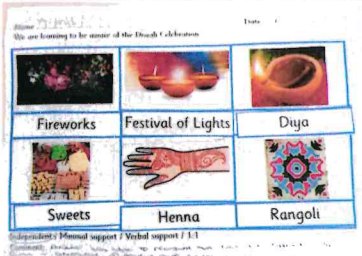 Name Date
We are learning to be aware of the Diwali Celebration
Fireworks Festival of Lights Diya
Sweets Henna Rangoli
Independent / Minimal support / Verbal support / 1:1